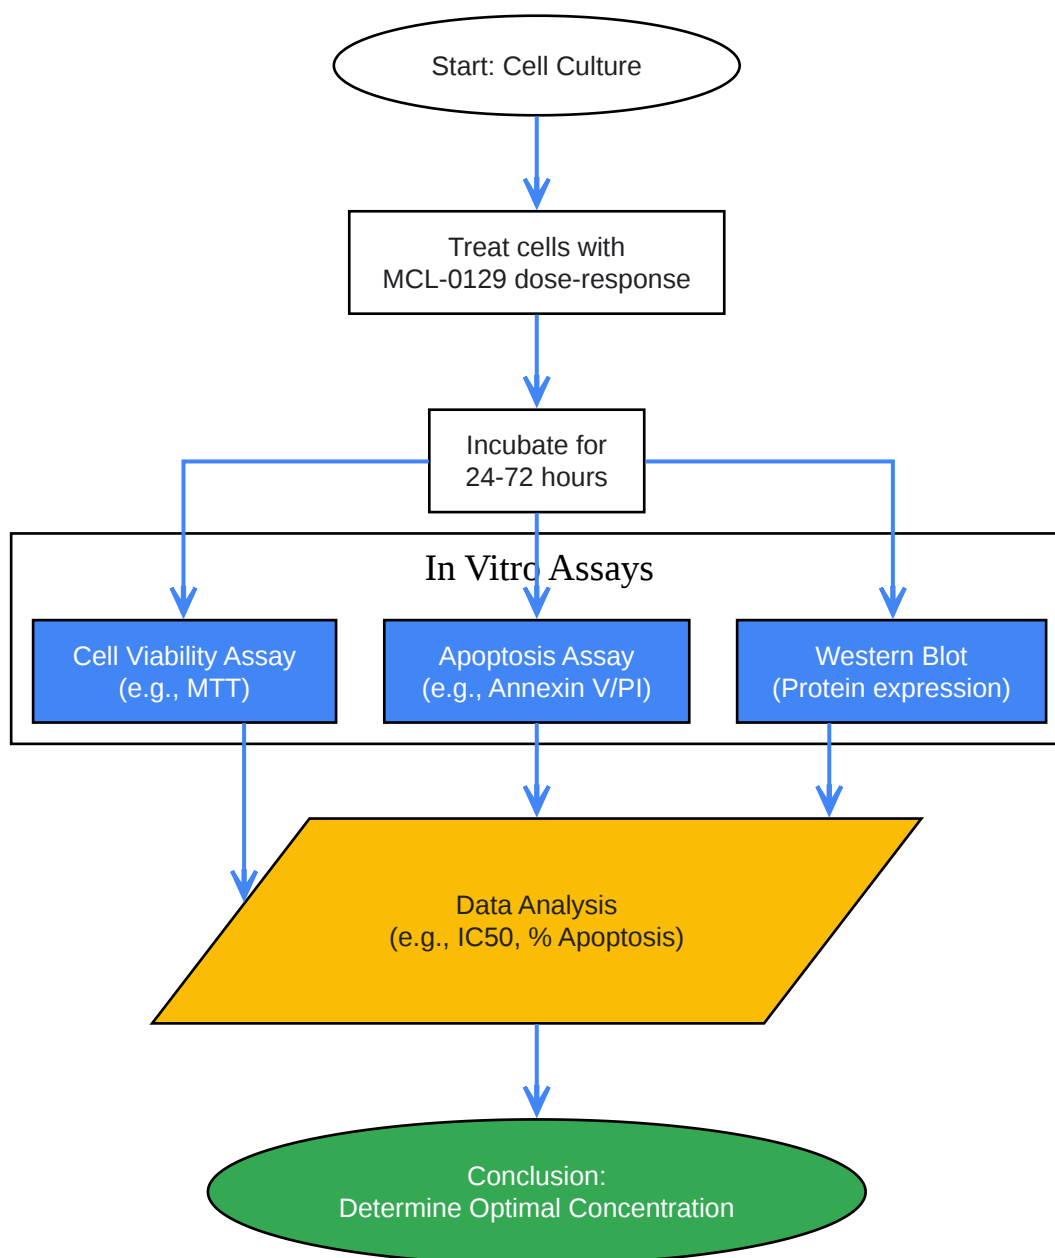 Start: Cell Culture
Treat cells with
MCL-0129 dose-response
Incubate for
24-72 hours
In Vitro Assays
Cell Viability Assay
(e.g., MTT)
Apoptosis Assay
(e.g., Annexin V/PI)
Western Blot
(Protein expression)
Data Analysis
(e.g., IC50, % Apoptosis)
Conclusion:
Determine Optimal Concentration